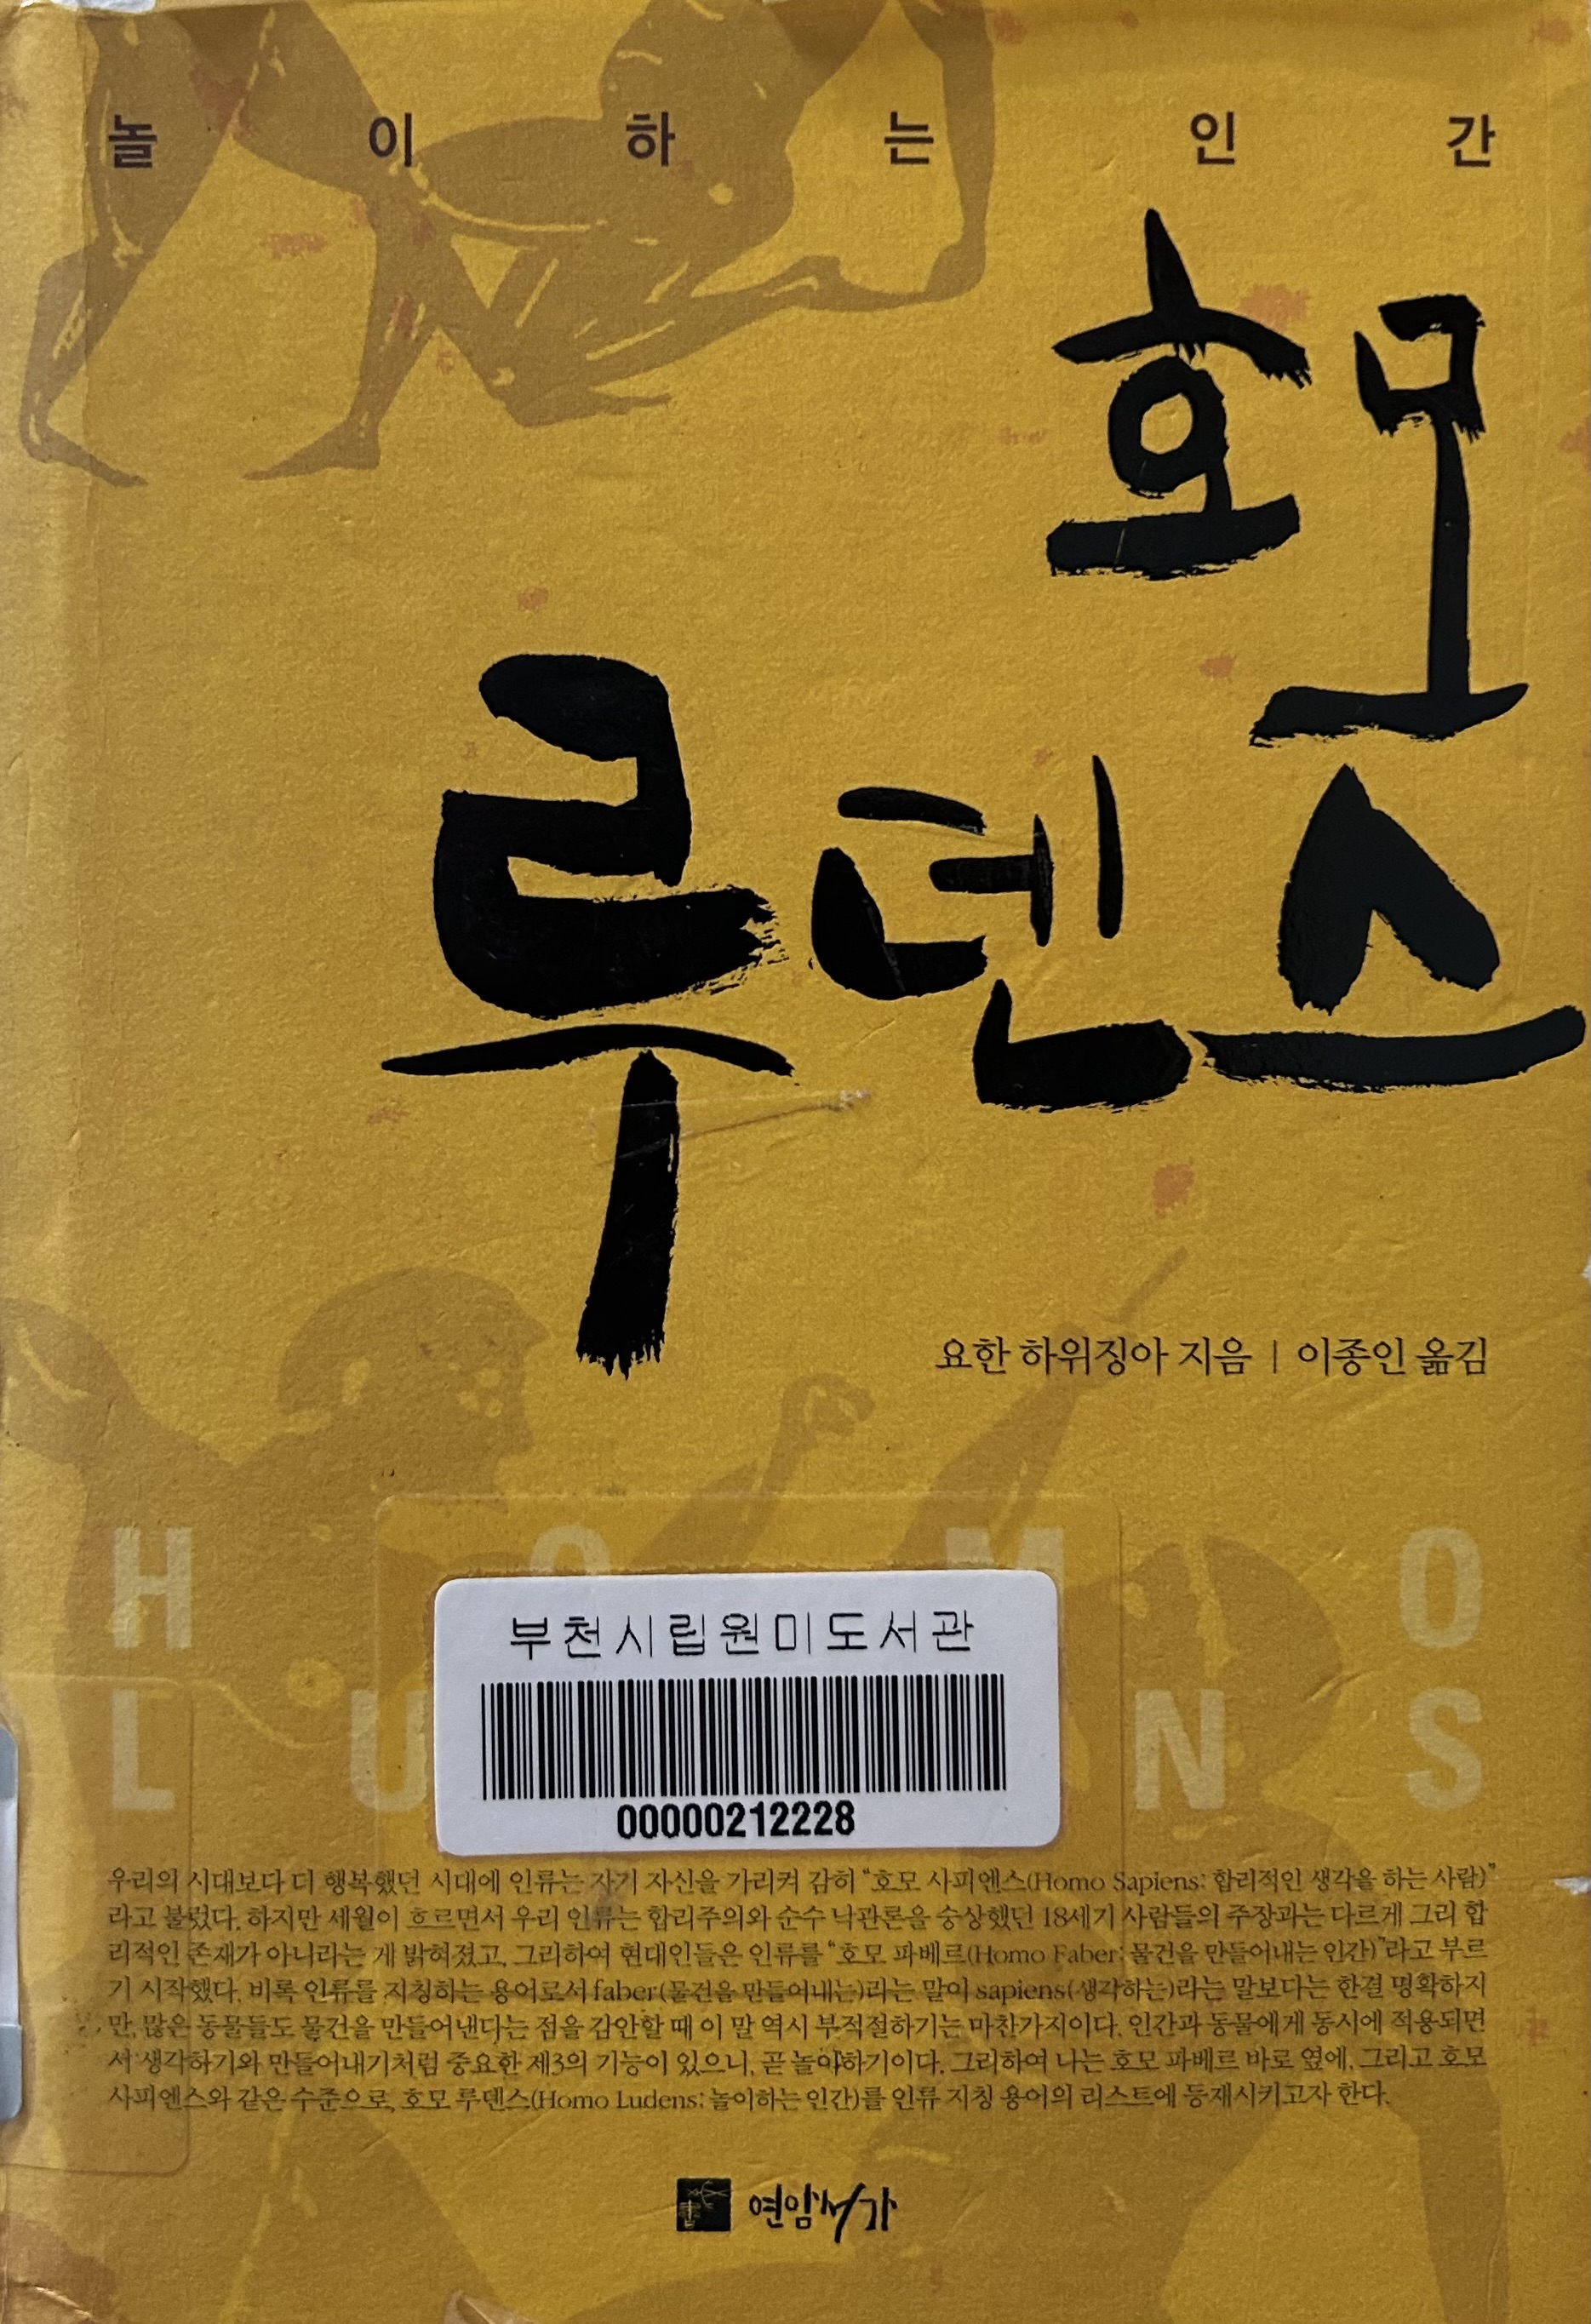 놀이하는인간
호모
루덴스
요한 하위징아 지음 | 이종인 옮김
H O M O
부천시립원미도서관
L U N S
00000212228
우리의 시대보다 더 행복했던 시대에 인류는 자기 자신을 가리켜 감히 “호모 사피엔스(Homo Sapiens: 합리적인 생각을 하는 사람)”
라고 불렀다. 하지만 세월이 흐르면서 우리 인류는 합리주의와 순수 낙관론을 숭상했던 18세기 사람들의 주장과는 다르게 그리 합
리적인 존재가 아니라는 게 밝혀졌고, 그리하여 현대인들은 인류를 “호모 파베르(Homo Faber: 물건을 만들어내는 인간)”라고 부르
기 시작했다. 비록 인류를 지칭하는 용어로서 faber(물건을 만들어내는)라는 말이 sapiens(생각하는)라는 말보다는 한결 명확하지
만, 많은 동물들도 물건을 만들어낸다는 점을 감안할 때 이 말 역시 부적절하기는 마찬가지이다. 인간과 동물에게 동시에 적용되면
서 생각하기와 만들어내기처럼 중요한 제3의 기능이 있으니, 곧 놀이하기이다. 그리하여 나는 호모 파베르 바로 옆에, 그리고 호모
사피엔스와 같은 수준으로, 호모 루덴스(Homo Ludens: 놀이하는 인간)를 인류 지칭 용어의 리스트에 등재시키고자 한다.
연암서가